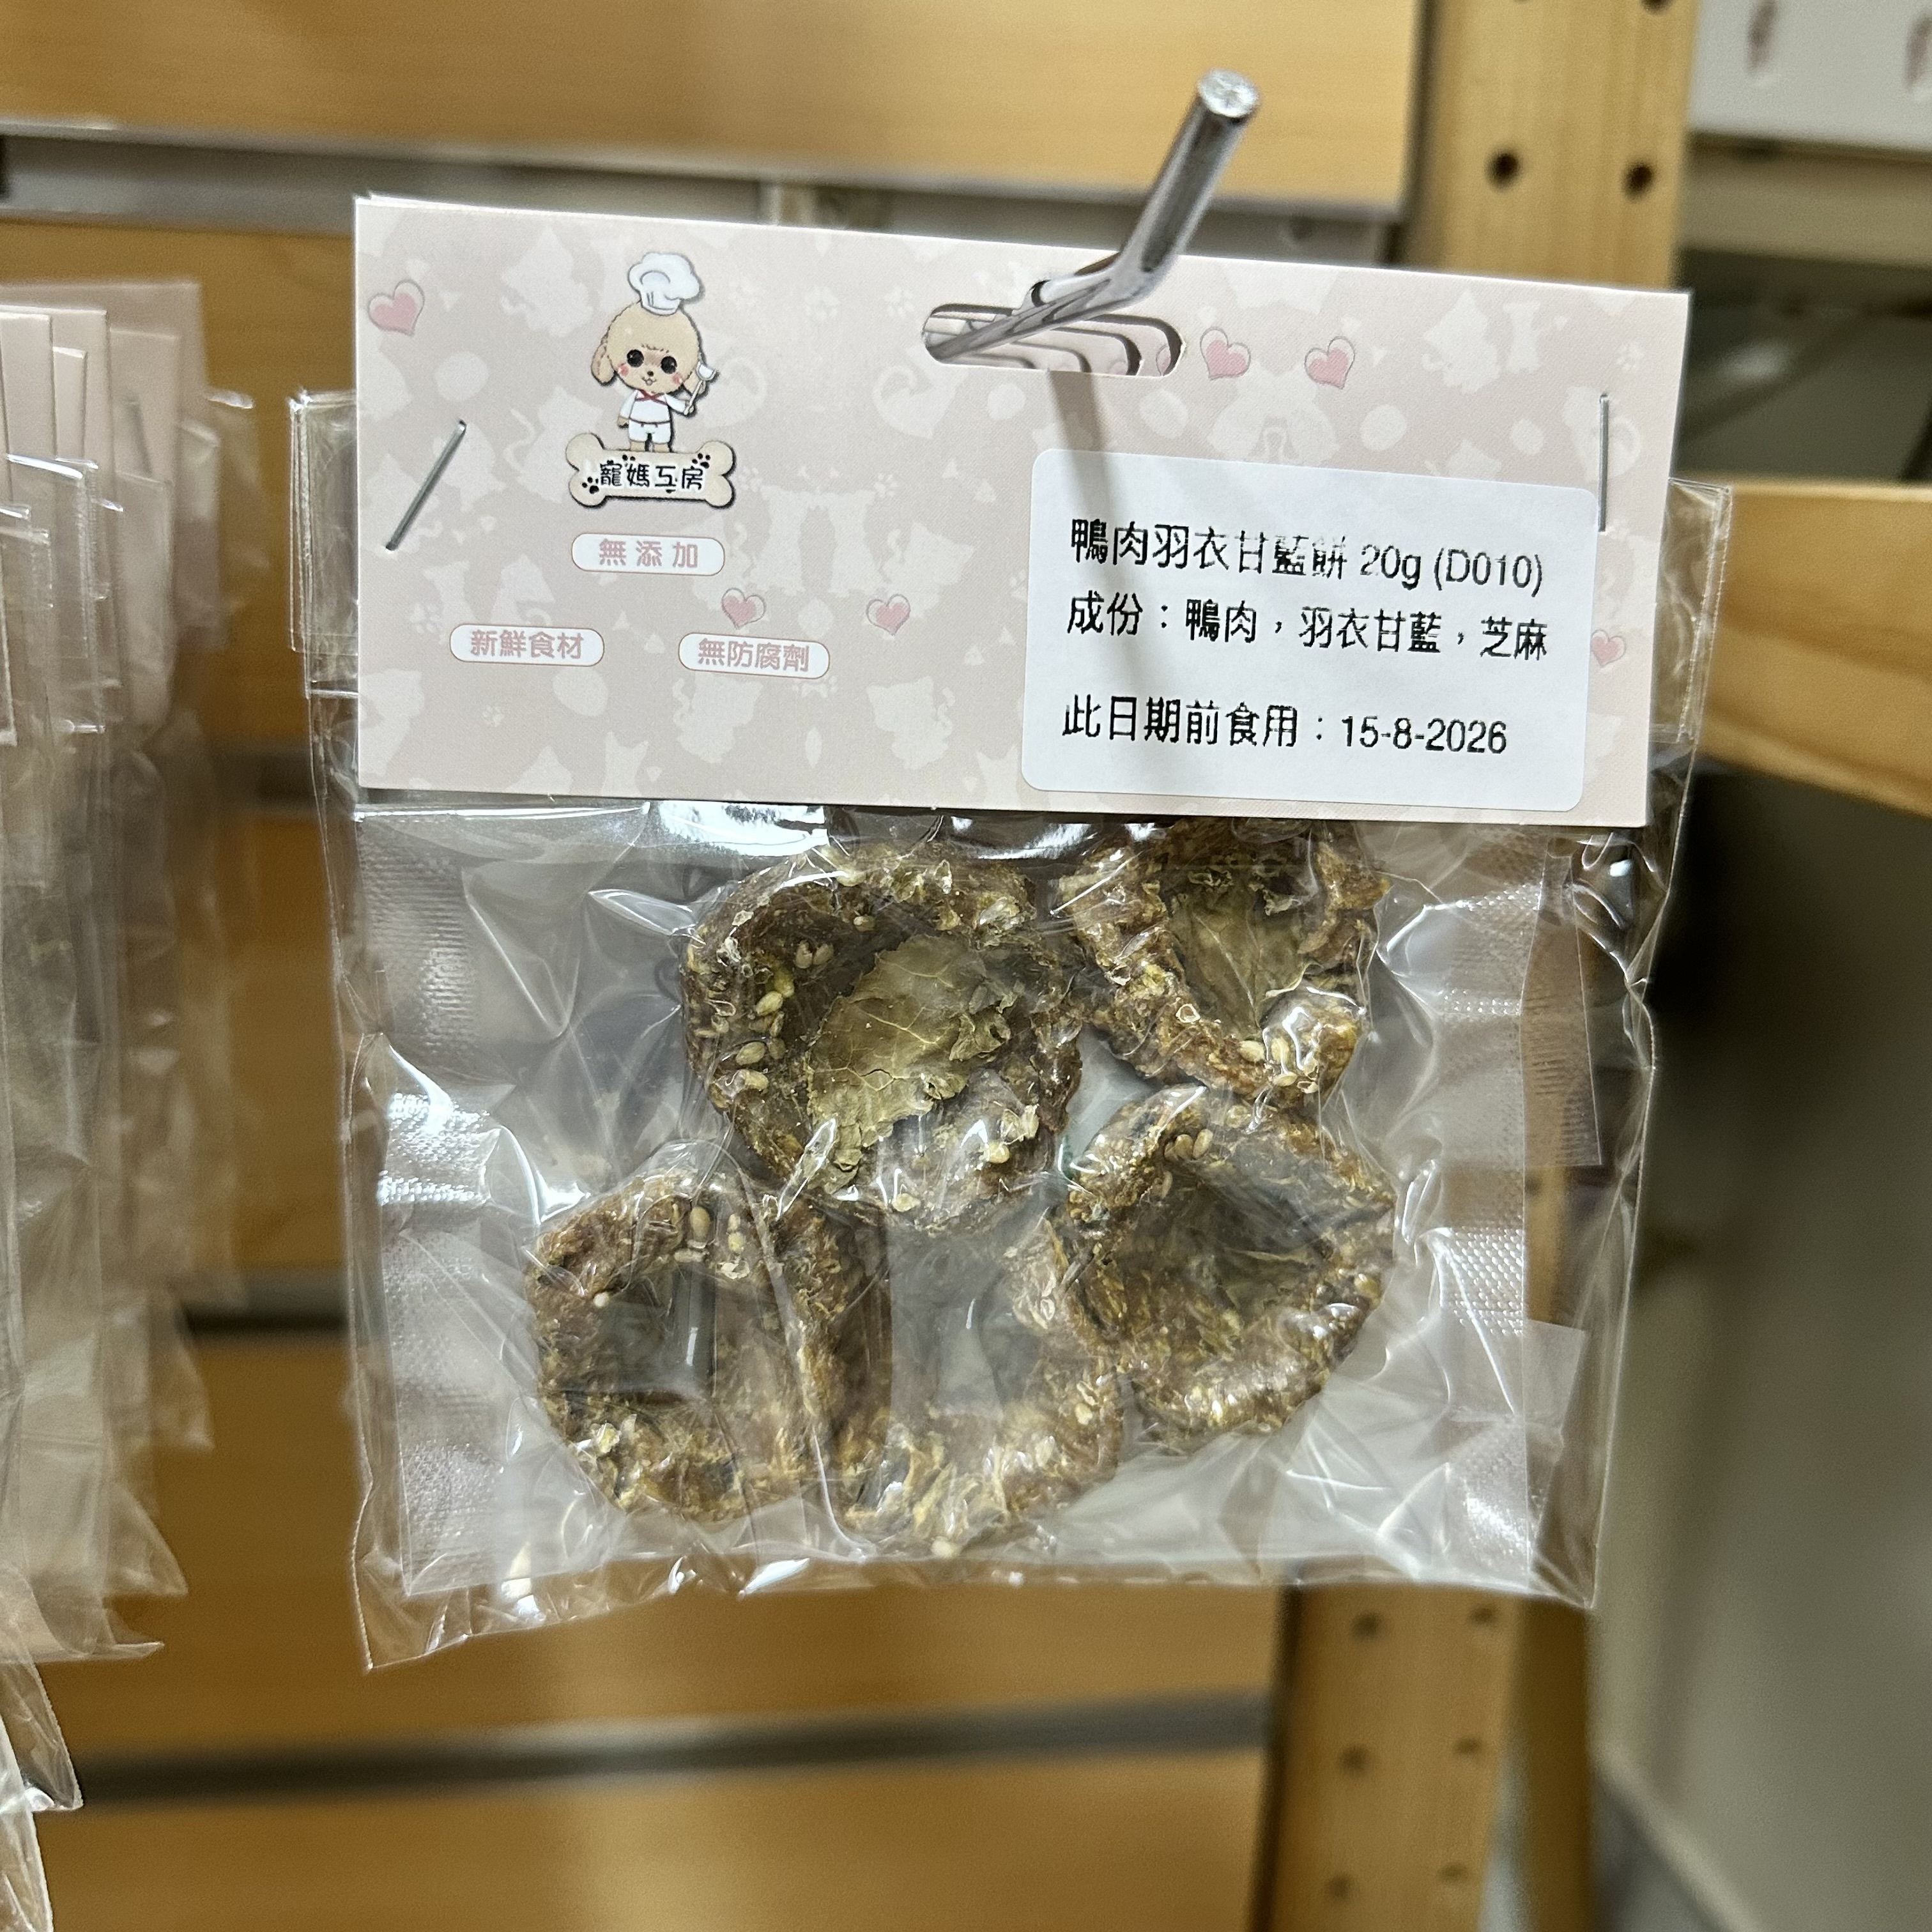 寵媽工房
無添加
新鮮食材
無防腐劑
鴨肉羽衣甘藍餅 20g (D010)
成份：鴨肉，羽衣甘藍，芝麻
此日期前食用：15-8-2026